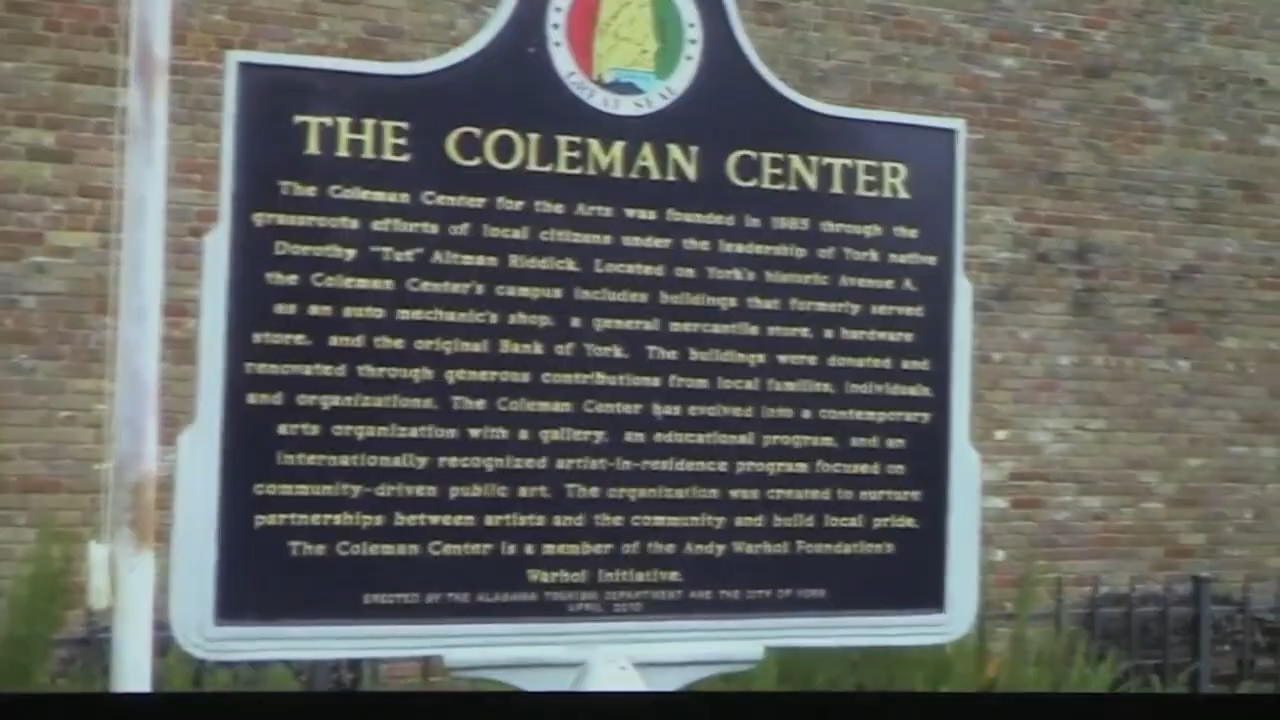 GREAT SEAL
THE COLEMAN CENTER
The Coleman Center for the Arts was founded in 1985 through the
grassroots efforts of local citizens under the leadership of York native
Dorothy "Tut" Altman Riddick. Located on York's historic Avenue A,
the Coleman Center's campus includes buildings that formerly served
as an auto mechanic's shop, a general mercantile store, a hardware
store, and the original Bank of York. The buildings were donated and
renovated through generous contributions from local families, individuals,
and organizations. The Coleman Center has evolved into a contemporary
arts organization with a gallery, an educational program, and an
internationally recognized artist-in-residence program focused on
community-driven public art. The organization was created to nurture
partnerships between artists and the community and build local pride.
The Coleman Center is a member of the Andy Warhol Foundation's
Warhol Initiative.
ERECTED BY THE ALABAMA TOURISM DEPARTMENT AND THE CITY OF YORK
APRIL, 2010